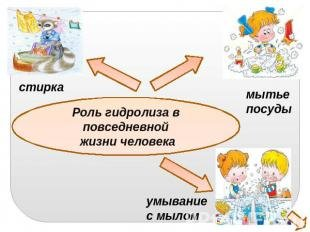 стирка
мытье
посуды
Роль гидролиза в
повседневной
жизни человека
умывание
с мылом